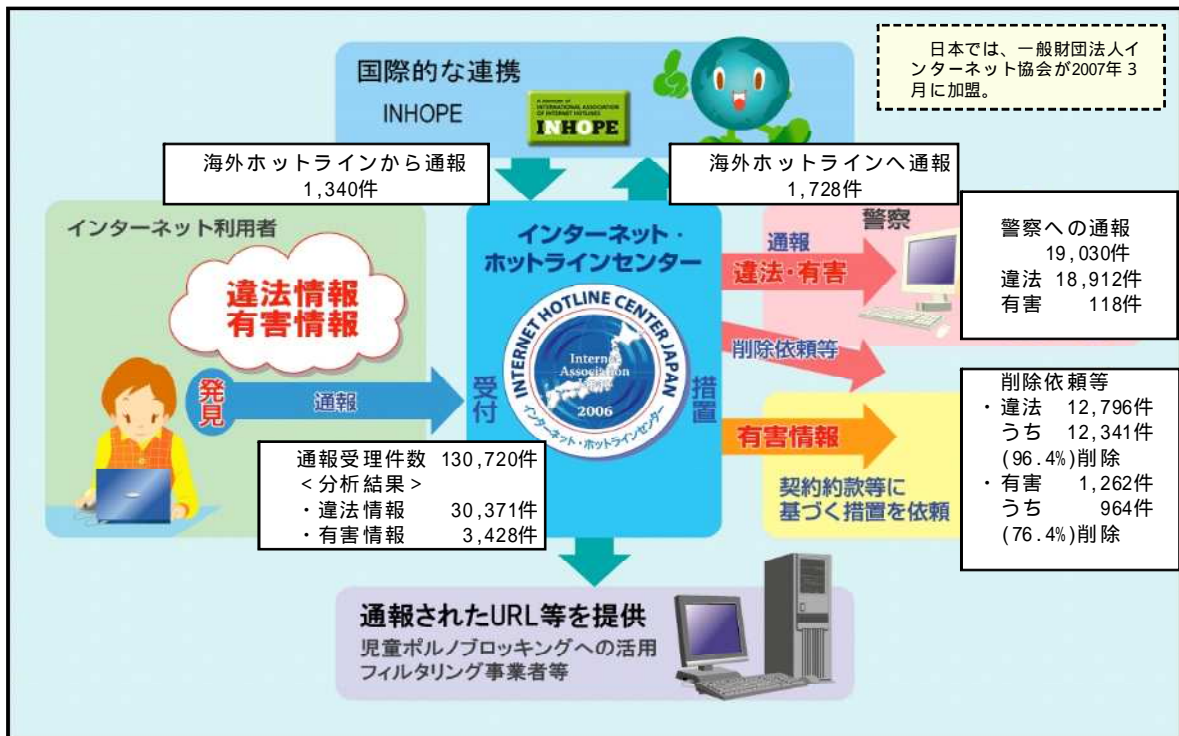 国際的な連携
INHOPE
A MEMBER OF
INTERNATIONAL ASSOCIATION
OF INTERNET HOTLINES
INHOPE
日本では、一般財団法人イ
ンターネット協会が2007年3
月に加盟。
海外ホットラインから通報
1,340件
海外ホットラインへ通報
1,728件
インターネット利用者
違法情報
有害情報
発見
通報
インターネット・
ホットラインセンター
受付
INTERNET HOTLINE CENTER JAPAN
Internet
Association
2006
インターネット・ホットラインセンター
措置
警察
通報
違法・有害
削除依頼等
有害情報
契約約款等に
基づく措置を依頼
警察への通報
19,030件
違法 18,912件
有害 118件
削除依頼等
・違法 12,796件
うち 12,341件
(96.4%)削除
・有害 1,262件
うち 964件
(76.4%)削除
通報受理件数 130,720件
<分析結果>
・違法情報 30,371件
・有害情報 3,428件
通報されたURL等を提供
児童ポルノブロッキングへの活用
フィルタリング事業者等